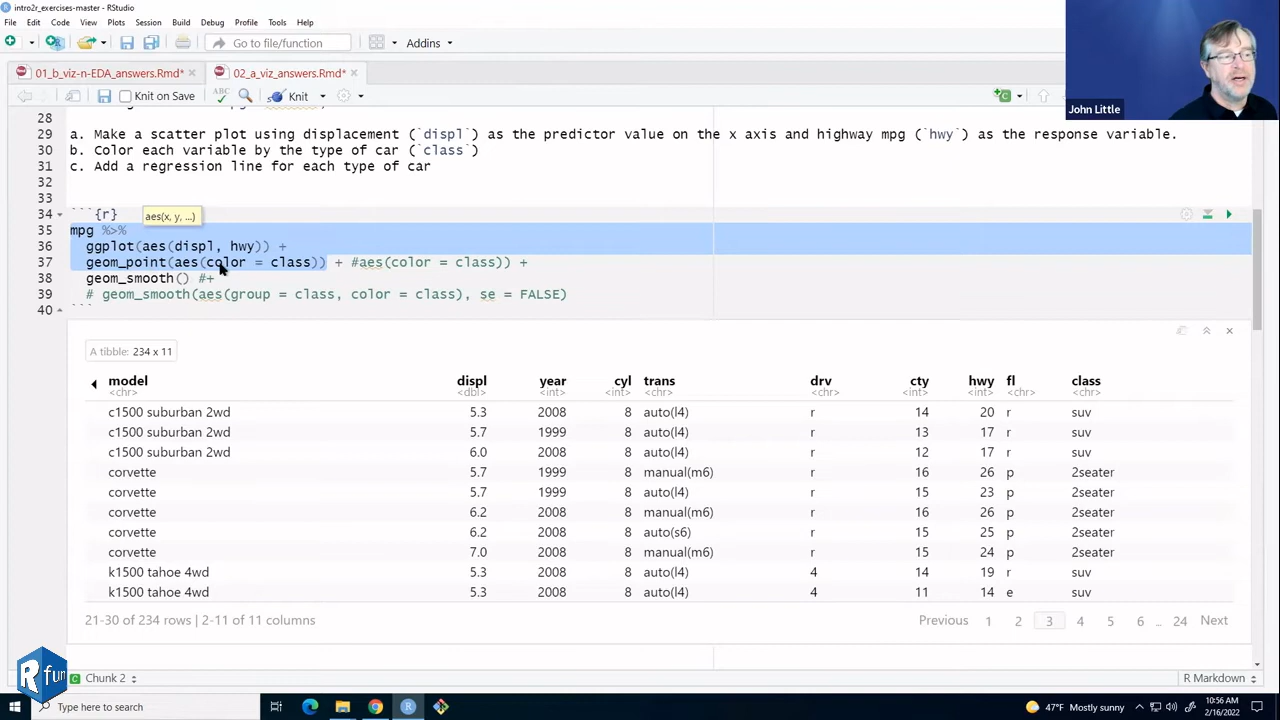 intro2r_exercises-master - RStudio
File Edit Code View Plots Session Build Debug Profile Tools Help
Go to file/function Addins
01_b_viz-n-EDA_answers.Rmd* 02_a_viz_answers.Rmd*
Knit on Save ABC Knit
John Little
28
29 a. Make a scatter plot using displacement (`displ`) as the predictor value on the x axis and highway mpg (`hwy`) as the response variable.
30 b. Color each variable by the type of car (`class`)
31 c. Add a regression line for each type of car
32
33
34 ```{r}
aes(x, y, ...)
35 mpg %>%
36 ggplot(aes(displ, hwy)) +
37 geom_point(aes(color = class)) + #aes(color = class)) +
38 geom_smooth() #+
39 # geom_smooth(aes(group = class, color = class), se = FALSE)
40 ```
A tibble: 234 x 11
model displ year cyl trans drv cty hwy fl class
<chr> <dbl> <int> <int> <chr> <chr> <int> <int> <chr> <chr>
c1500 suburban 2wd 5.3 2008 8 auto(l4) r 14 20 r suv
c1500 suburban 2wd 5.7 1999 8 auto(l4) r 13 17 r suv
c1500 suburban 2wd 6.0 2008 8 auto(l4) r 12 17 r suv
corvette 5.7 1999 8 manual(m6) r 16 26 p 2seater
corvette 5.7 1999 8 auto(l4) r 15 23 p 2seater
corvette 6.2 2008 8 manual(m6) r 16 26 p 2seater
corvette 6.2 2008 8 auto(s6) r 15 25 p 2seater
corvette 7.0 2008 8 manual(m6) r 15 24 p 2seater
k1500 tahoe 4wd 5.3 2008 8 auto(l4) 4 14 19 r suv
k1500 tahoe 4wd 5.3 2008 8 auto(l4) 4 11 14 e suv
21-30 of 234 rows | 2-11 of 11 columns Previous 1 2 3 4 5 6 ... 24 Next
R fun
Chunk 2 R Markdown
Type here to search 47°F Mostly sunny 10:56 AM
2/16/2022